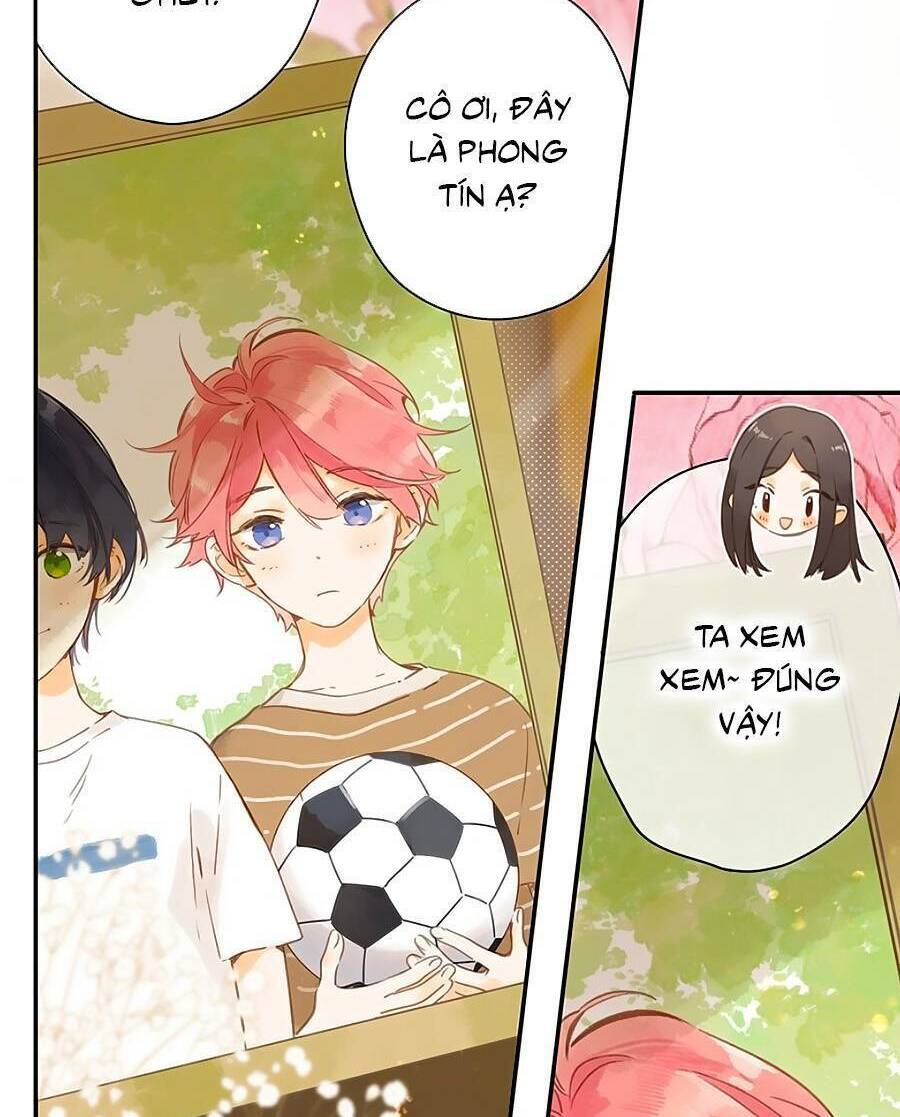 CÔ ƠI, ĐÂY
LÀ PHONG
TÍN Ạ?
TA XEM
XEM~ ĐÚNG
VẬY!